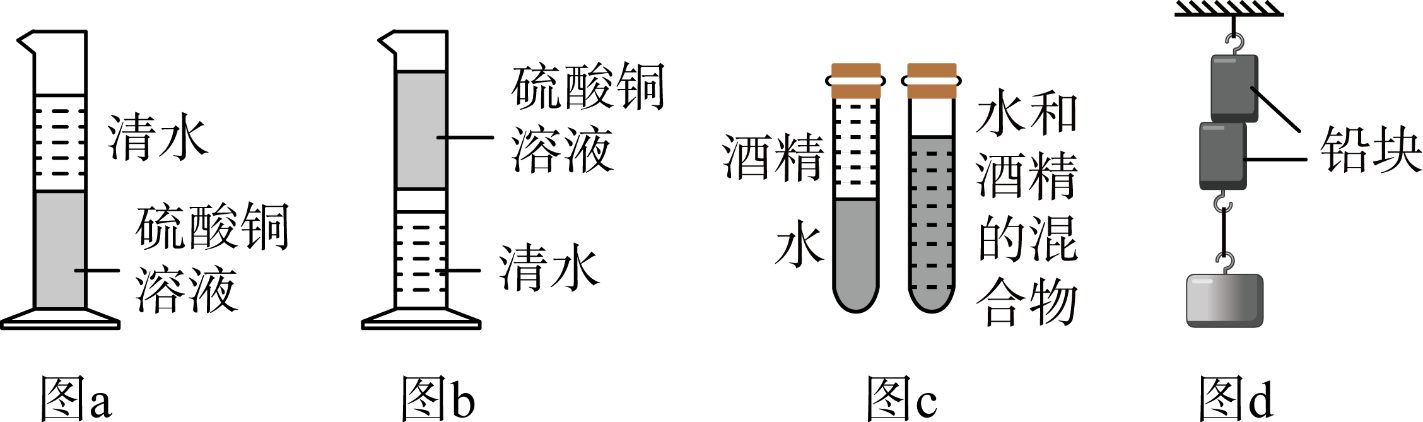 清水
硫酸铜
溶液
图a
硫酸铜
溶液
清水
图b
酒精
水
水和
酒精
的混
合物
图c
铅块
图d